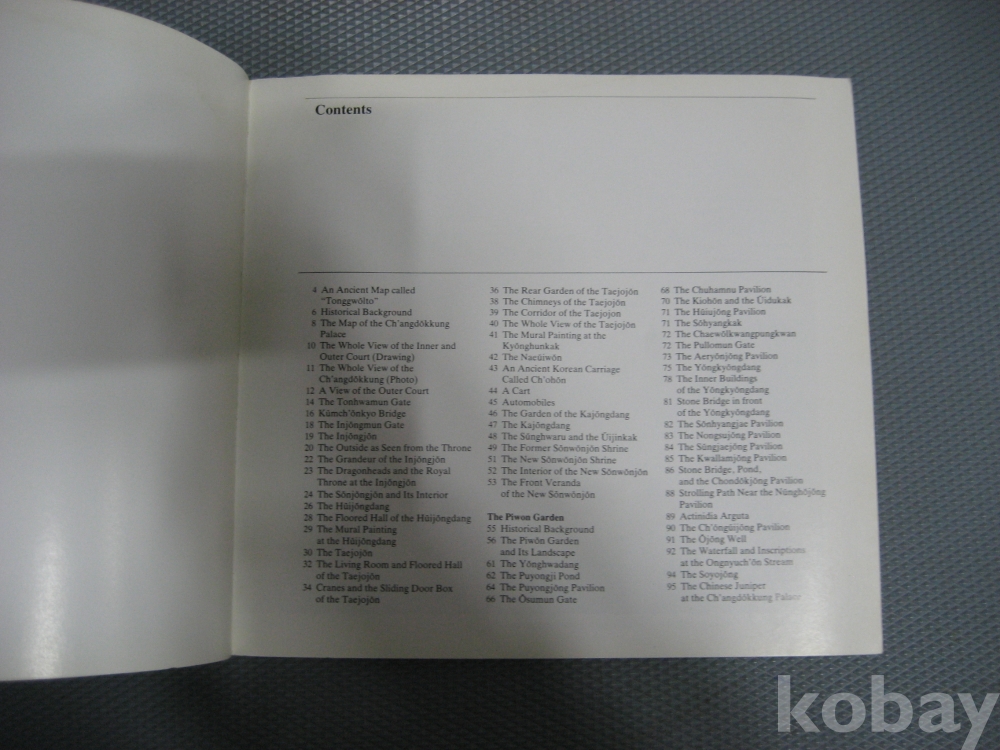 Contents
4 An Ancient Map called
"Tonggwŏlto"
6 Historical Background
8 The Map of the Ch'angdŏkkung
Palace
10 The Whole View of the Inner and
Outer Court (Drawing)
11 The Whole View of the
Ch'angdŏkkung (Photo)
12 A View of the Outer Court
14 The Tonhwamun Gate
16 Kŭmch'ŏnkyo Bridge
18 The Injŏngmun Gate
19 The Injŏngjŏn
20 The Outside as Seen from the Throne
22 The Grandeur of the Injŏngjŏn
23 The Dragonheads and the Royal
Throne at the Injŏngjŏn
24 The Sŏnjŏngjŏn and Its Interior
26 The Hŭijŏngdang
28 The Floored Hall of the Hŭijŏngdang
29 The Mural Painting
at the Hŭijŏngdang
30 The Taejojŏn
32 The Living Room and Floored Hall
of the Taejojŏn
34 Cranes and the Sliding Door Box
of the Taejojŏn
36 The Rear Garden of the Taejojŏn
38 The Chimneys of the Taejojŏn
39 The Corridor of the Taejojon
40 The Whole View of the Taejojŏn
41 The Mural Painting at the
Kyŏnghunkak
42 The Naeŭiwŏn
43 An Ancient Korean Carriage
Called Ch'ohŏn
44 A Cart
45 Automobiles
46 The Garden of the Kajŏngdang
47 The Kajŏngdang
48 The Sŭnghwaru and the Ŭijinkak
49 The Former Sŏnwŏnjŏn Shrine
51 The New Sŏnwŏnjŏn Shrine
52 The Interior of the New Sŏnwŏnjŏn
53 The Front Veranda
of the New Sŏnwŏnjŏn
The Piwon Garden
55 Historical Background
56 The Piwŏn Garden
and Its Landscape
61 The Yŏnghwadang
62 The Puyongji Pond
64 The Puyongjŏng Pavilion
66 The Ŏsumun Gate
68 The Chuhamnu Pavilion
70 The Kiohŏn and the Ŭidukak
71 The Hŭiujŏng Pavilion
71 The Sŏhyangkak
72 The Chaewŏlkwangpungkwan
72 The Pullomun Gate
73 The Aeryŏnjŏng Pavilion
75 The Yŏngkyŏngdang
78 The Inner Buildings
of the Yŏngkyŏngdang
81 Stone Bridge in front
of the Yŏngkyŏngdang
82 The Sŏnhyangjae Pavilion
83 The Nongsujŏng Pavilion
84 The Sŭngjaejŏng Pavilion
85 The Kwallamjŏng Pavilion
86 Stone Bridge, Pond,
and the Chondŏkjŏng Pavilion
88 Strolling Path Near the Nŭnghŏjŏng
Pavilion
89 Actinidia Arguta
90 The Ch'ŏngŭijŏng Pavilion
91 The Ŏjŏng Well
92 The Waterfall and Inscriptions
at the Ongnyuch'ŏn Stream
94 The Soyojŏng
95 The Chinese Juniper
at the Ch'angdŏkkung Palace
kobay